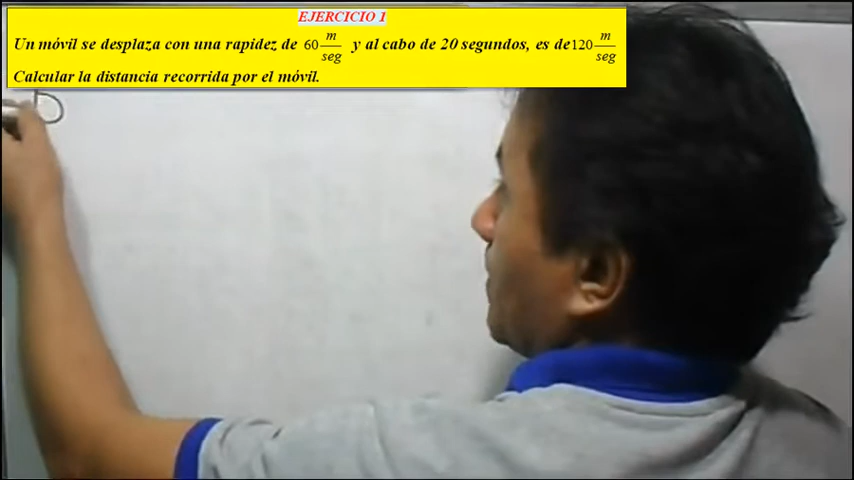 EJERCICIO 1
Un móvil se desplaza con una rapidez de 60 m/seg y al cabo de 20 segundos, es de 120 m/seg
Calcular la distancia recorrida por el móvil.